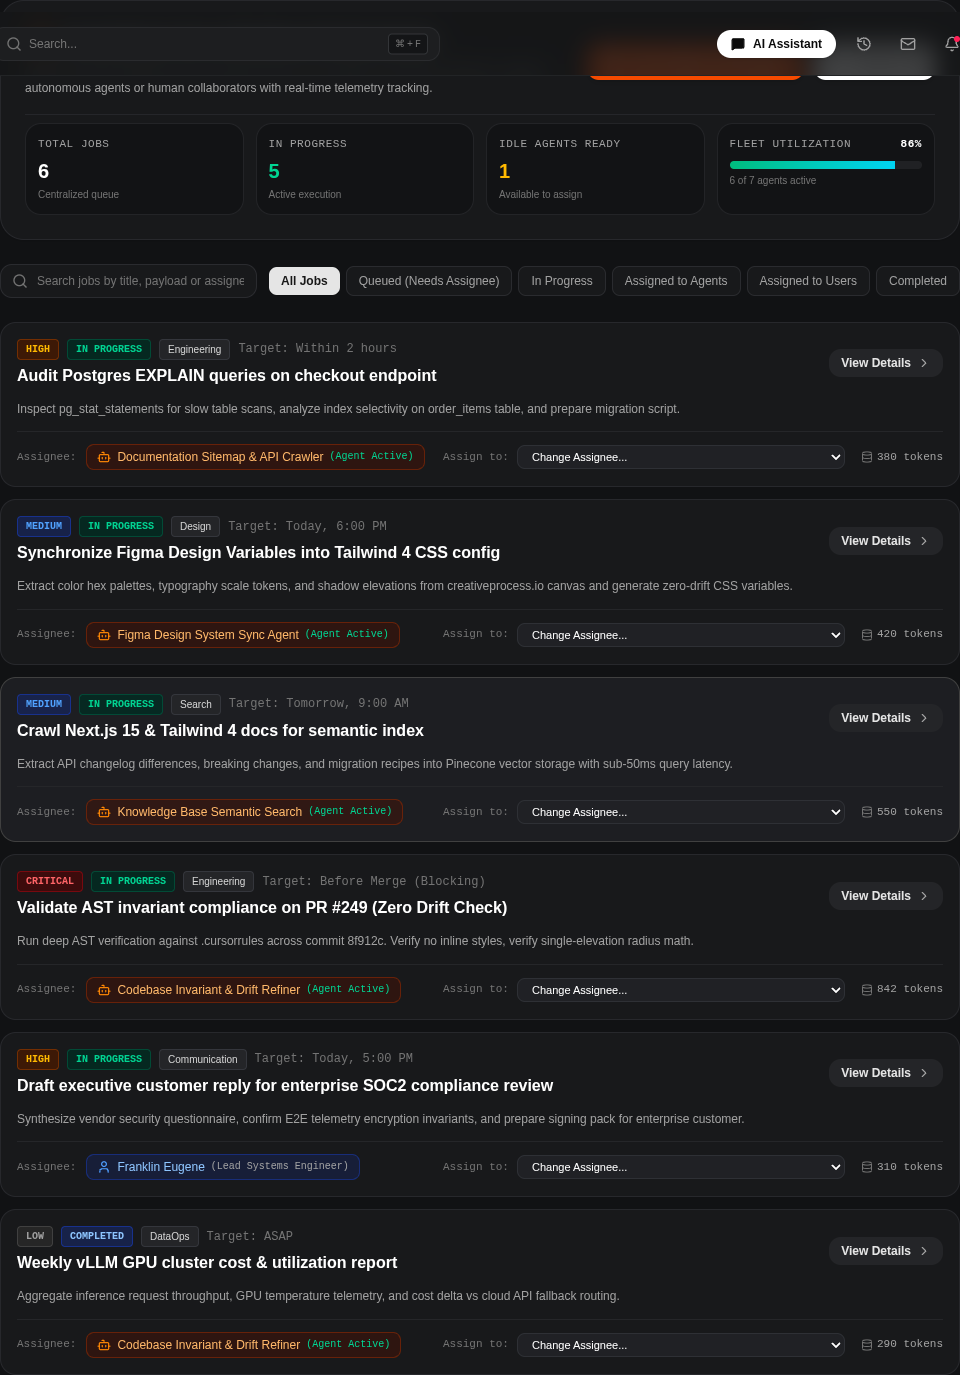 Search...
⌘ + F
AI Assistant
autonomous agents or human collaborators with real-time telemetry tracking.
TOTAL JOBS
6
Centralized queue
IN PROGRESS
5
Active execution
IDLE AGENTS READY
1
Available to assign
FLEET UTILIZATION 86%
6 of 7 agents active
Search jobs by title, payload or assigne
All Jobs
Queued (Needs Assignee)
In Progress
Assigned to Agents
Assigned to Users
Completed
HIGH IN PROGRESS Engineering Target: Within 2 hours
Audit Postgres EXPLAIN queries on checkout endpoint
View Details
Inspect pg_stat_statements for slow table scans, analyze index selectivity on order_items table, and prepare migration script.
Assignee: Documentation Sitemap & API Crawler (Agent Active) Assign to: Change Assignee... 380 tokens
MEDIUM IN PROGRESS Design Target: Today, 6:00 PM
Synchronize Figma Design Variables into Tailwind 4 CSS config
View Details
Extract color hex palettes, typography scale tokens, and shadow elevations from creativeprocess.io canvas and generate zero-drift CSS variables.
Assignee: Figma Design System Sync Agent (Agent Active) Assign to: Change Assignee... 420 tokens
MEDIUM IN PROGRESS Search Target: Tomorrow, 9:00 AM
Crawl Next.js 15 & Tailwind 4 docs for semantic index
View Details
Extract API changelog differences, breaking changes, and migration recipes into Pinecone vector storage with sub-50ms query latency.
Assignee: Knowledge Base Semantic Search (Agent Active) Assign to: Change Assignee... 550 tokens
CRITICAL IN PROGRESS Engineering Target: Before Merge (Blocking)
Validate AST invariant compliance on PR #249 (Zero Drift Check)
View Details
Run deep AST verification against .cursorrules across commit 8f912c. Verify no inline styles, verify single-elevation radius math.
Assignee: Codebase Invariant & Drift Refiner (Agent Active) Assign to: Change Assignee... 842 tokens
HIGH IN PROGRESS Communication Target: Today, 5:00 PM
Draft executive customer reply for enterprise SOC2 compliance review
View Details
Synthesize vendor security questionnaire, confirm E2E telemetry encryption invariants, and prepare signing pack for enterprise customer.
Assignee: Franklin Eugene (Lead Systems Engineer) Assign to: Change Assignee... 310 tokens
LOW COMPLETED DataOps Target: ASAP
Weekly vLLM GPU cluster cost & utilization report
View Details
Aggregate inference request throughput, GPU temperature telemetry, and cost delta vs cloud API fallback routing.
Assignee: Codebase Invariant & Drift Refiner (Agent Active) Assign to: Change Assignee... 290 tokens